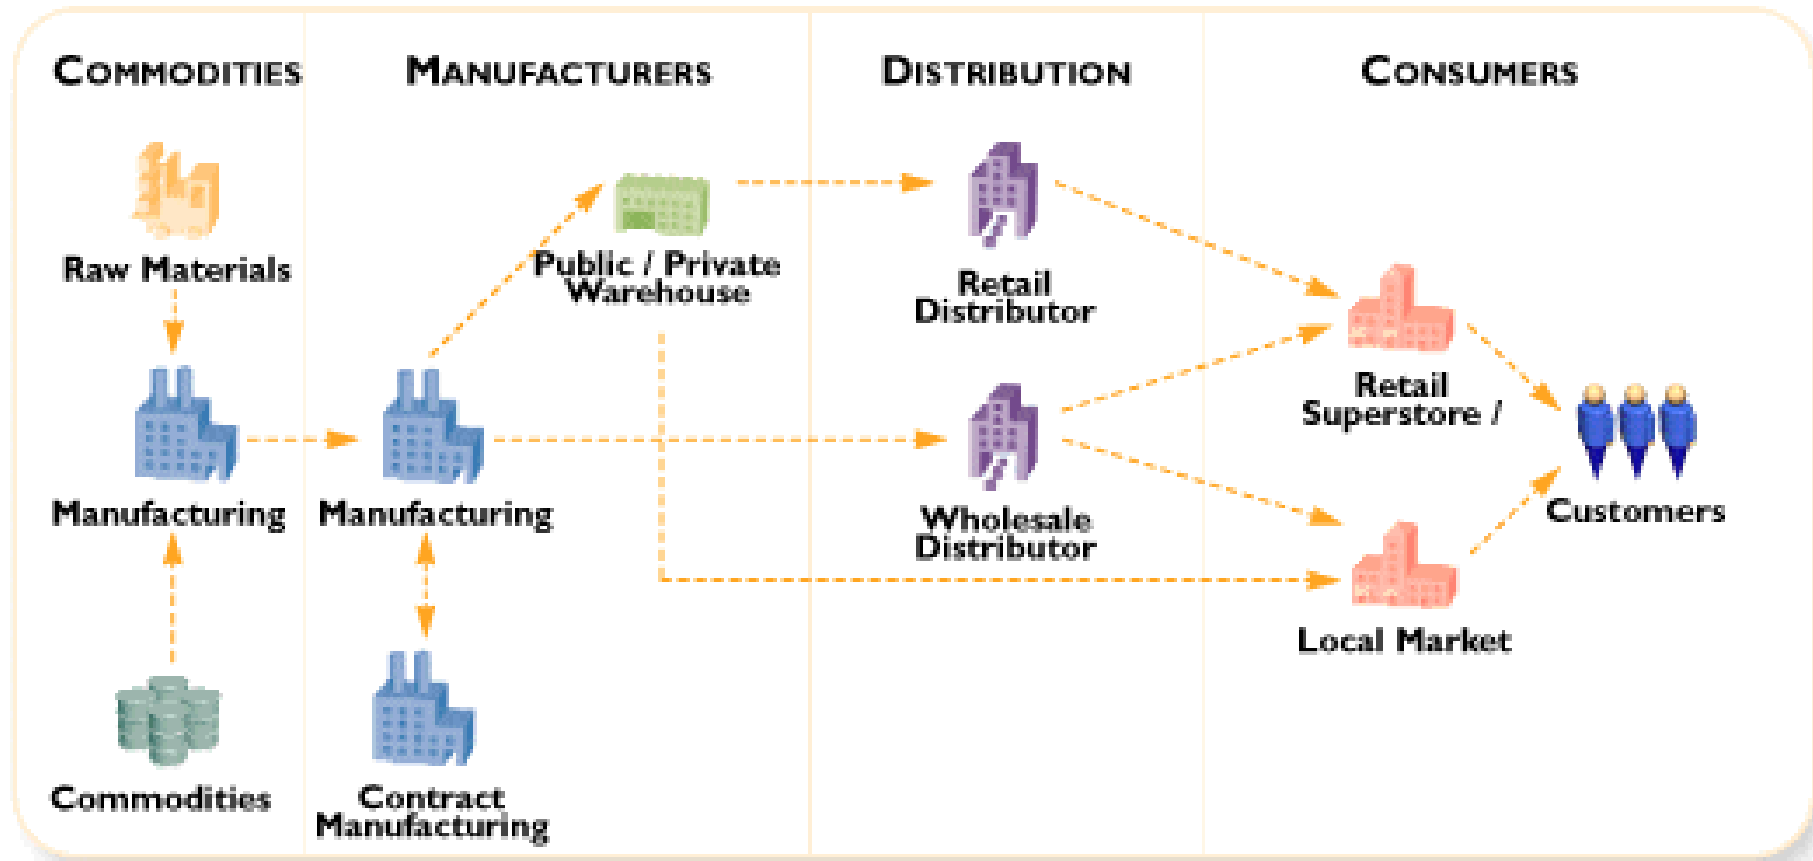 COMMODITIES
MANUFACTURERS
DISTRIBUTION
CONSUMERS
Raw Materials
Public / Private
Warehouse
Retail
Distributor
Retail
Superstore /
Manufacturing
Manufacturing
Wholesale
Distributor
Customers
Local Market
Commodities
Contract
Manufacturing